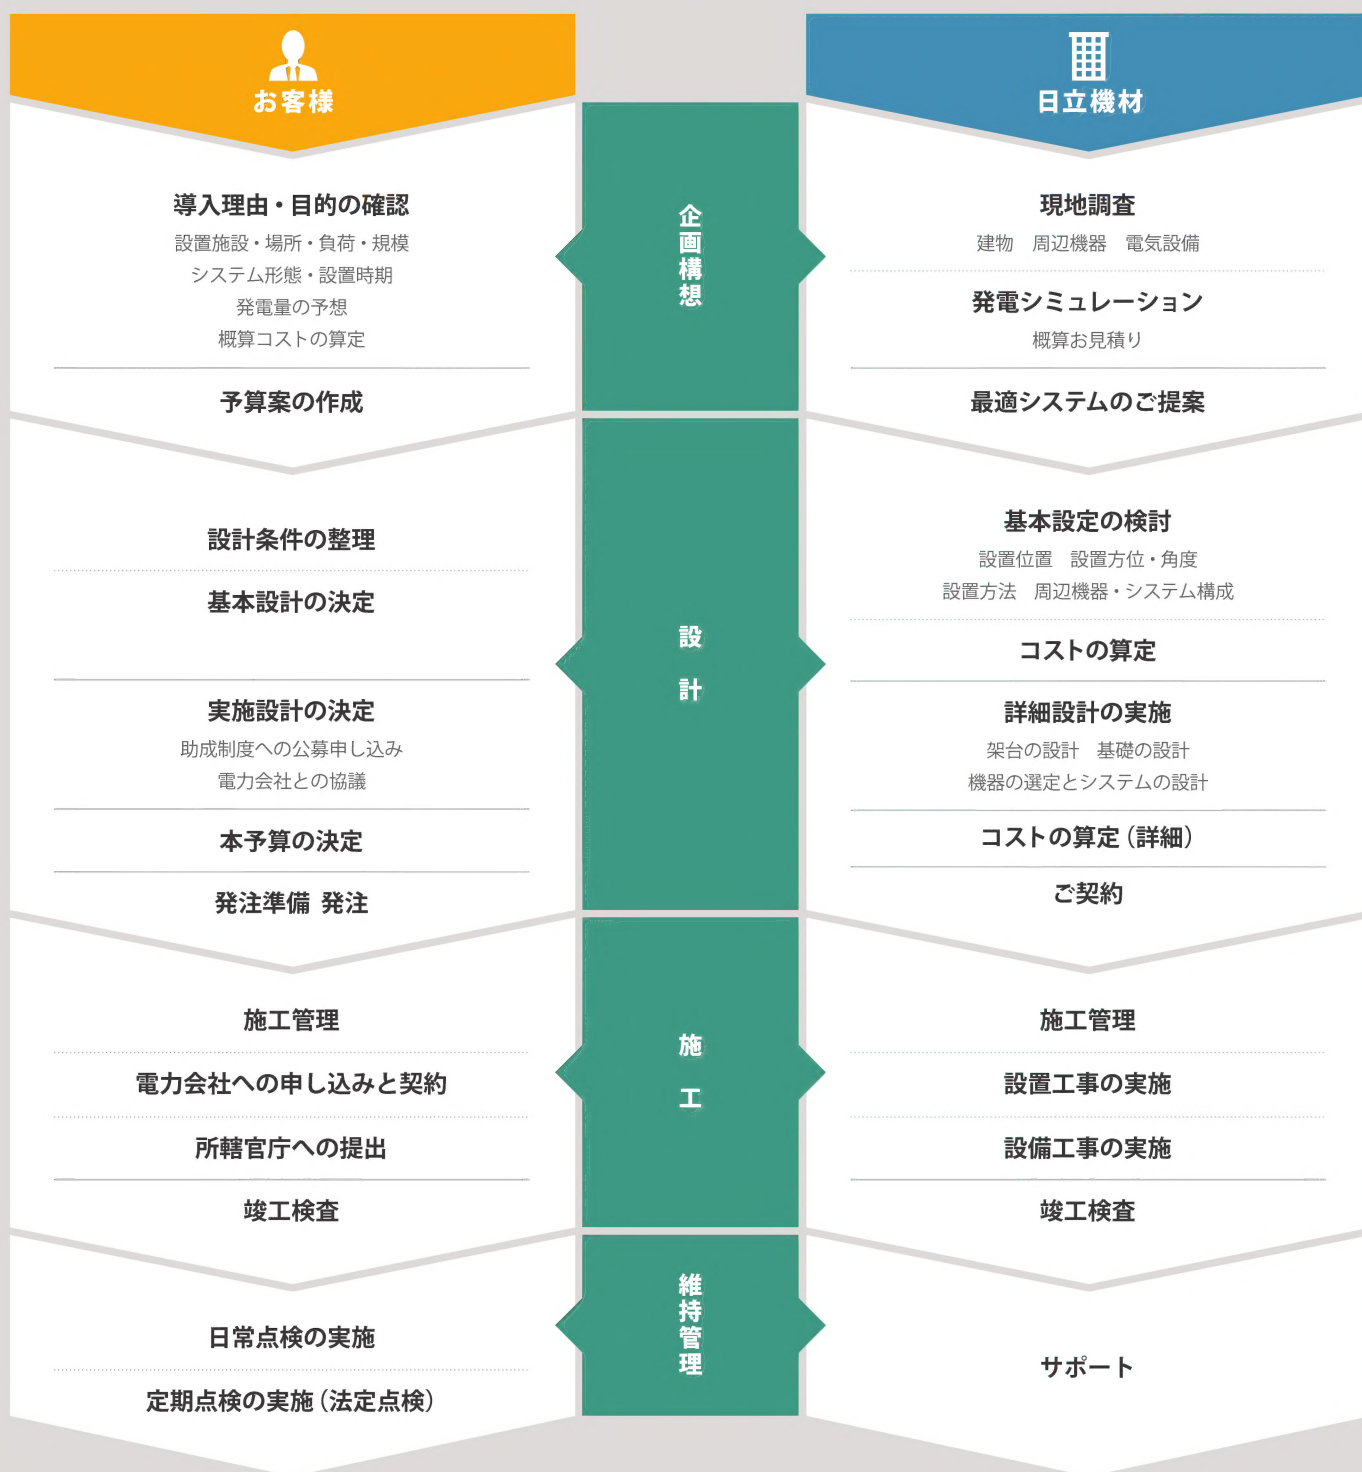 お客様
導入理由・目的の確認
設置施設・場所・負荷・規模
システム形態・設置時期
発電量の予想
概算コストの算定
予算案の作成
設計条件の整理
基本設計の決定
実施設計の決定
助成制度への公募申し込み
電力会社との協議
本予算の決定
発注準備 発注
施工管理
電力会社への申し込みと契約
所轄官庁への提出
竣工検査
日常点検の実施
定期点検の実施（法定点検）
企画構想
設 計
施 工
維持管理
日立機材
現地調査
建物 周辺機器 電気設備
発電シミュレーション
概算お見積り
最適システムのご提案
基本設定の検討
設置位置 設置方位・角度
設置方法 周辺機器・システム構成
コストの算定
詳細設計の実施
架台の設計 基礎の設計
機器の選定とシステムの設計
コストの算定（詳細）
ご契約
施工管理
設置工事の実施
設備工事の実施
竣工検査
サポート